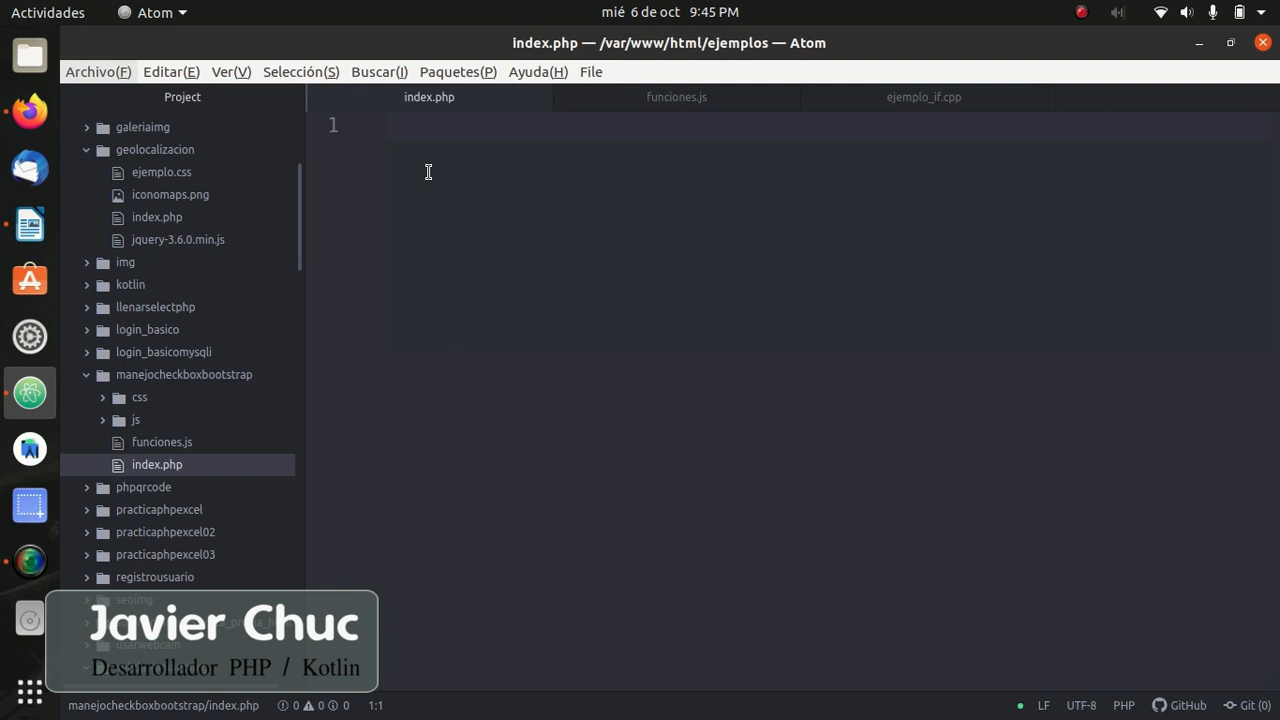 Actividades
Atom
mié 6 de oct 9:45 PM
index.php — /var/www/html/ejemplos — Atom
Archivo(F) Editar(E) Ver(V) Selección(S) Buscar(I) Paquetes(P) Ayuda(H) File
Project
index.php
funciones.js
ejemplo_if.cpp
1
galeriaimg
geolocalizacion
ejemplo.css
iconomaps.png
index.php
jquery-3.6.0.min.js
img
kotlin
llenarselectphp
login_basico
login_basicomysqli
manejocheckboxbootstrap
css
js
funciones.js
index.php
phpqrcode
practicaphpexcel
practicaphpexcel02
practicaphpexcel03
registrousuario
seoimg
usarwebcam
Javier Chuc
Desarrollador PHP / Kotlin
manejocheckboxbootstrap/index.php
0 0 0
1:1
LF
UTF-8
PHP
GitHub
Git (0)